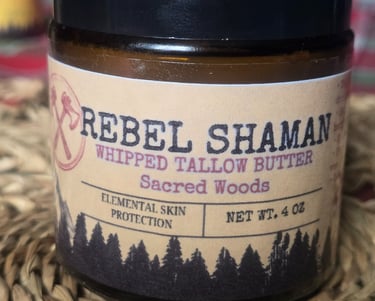 REBEL SHAMAN
WHIPPED TALLOW BUTTER
Sacred Woods
ELEMENTAL SKIN
PROTECTION
NET WT. 4 OZ